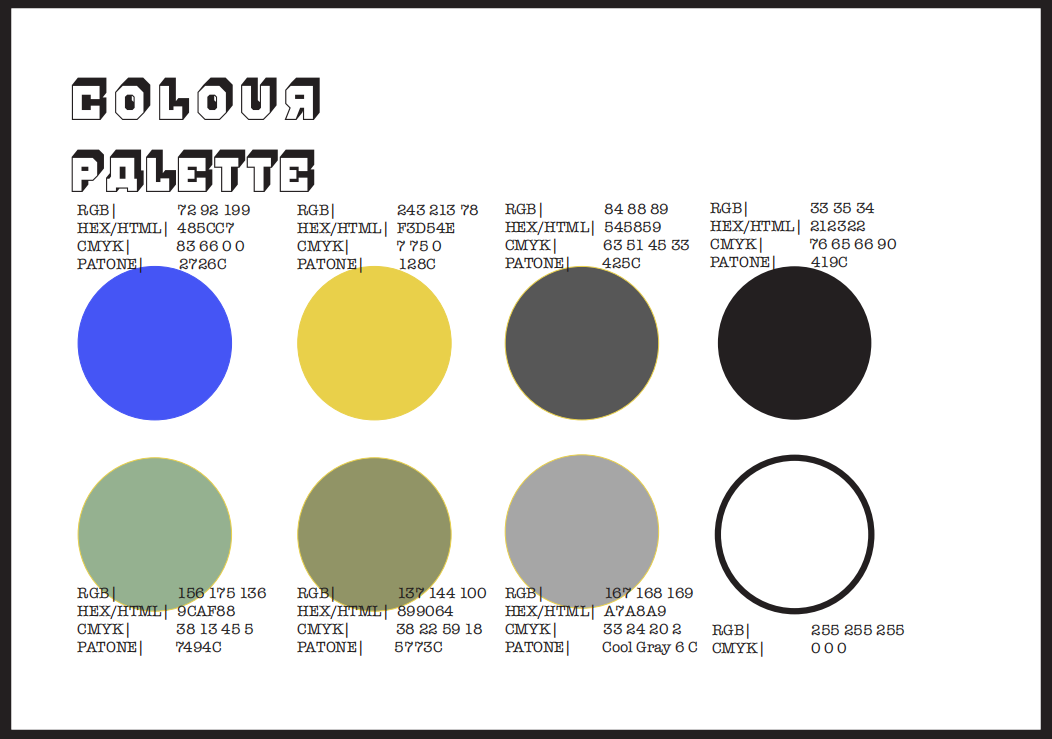 COLOUR
PALETTE
RGB| 72 92 199
HEX/HTML| 485CC7
CMYK| 83 66 0 0
PATONE| 2726C
RGB| 243 213 78
HEX/HTML| F3D54E
CMYK| 7 75 0
PATONE| 128C
RGB| 84 88 89
HEX/HTML| 545859
CMYK| 63 51 45 33
PATONE| 425C
RGB| 33 35 34
HEX/HTML| 212322
CMYK| 76 65 66 90
PATONE| 419C
RGB| 156 175 136
HEX/HTML| 9CAF88
CMYK| 38 13 45 5
PATONE| 7494C
RGB| 137 144 100
HEX/HTML| 899064
CMYK| 38 22 59 18
PATONE| 5773C
RGB| 167 168 169
HEX/HTML| A7A8A9
CMYK| 33 24 20 2
PATONE| Cool Gray 6 C
RGB| 255 255 255
CMYK| 0 0 0